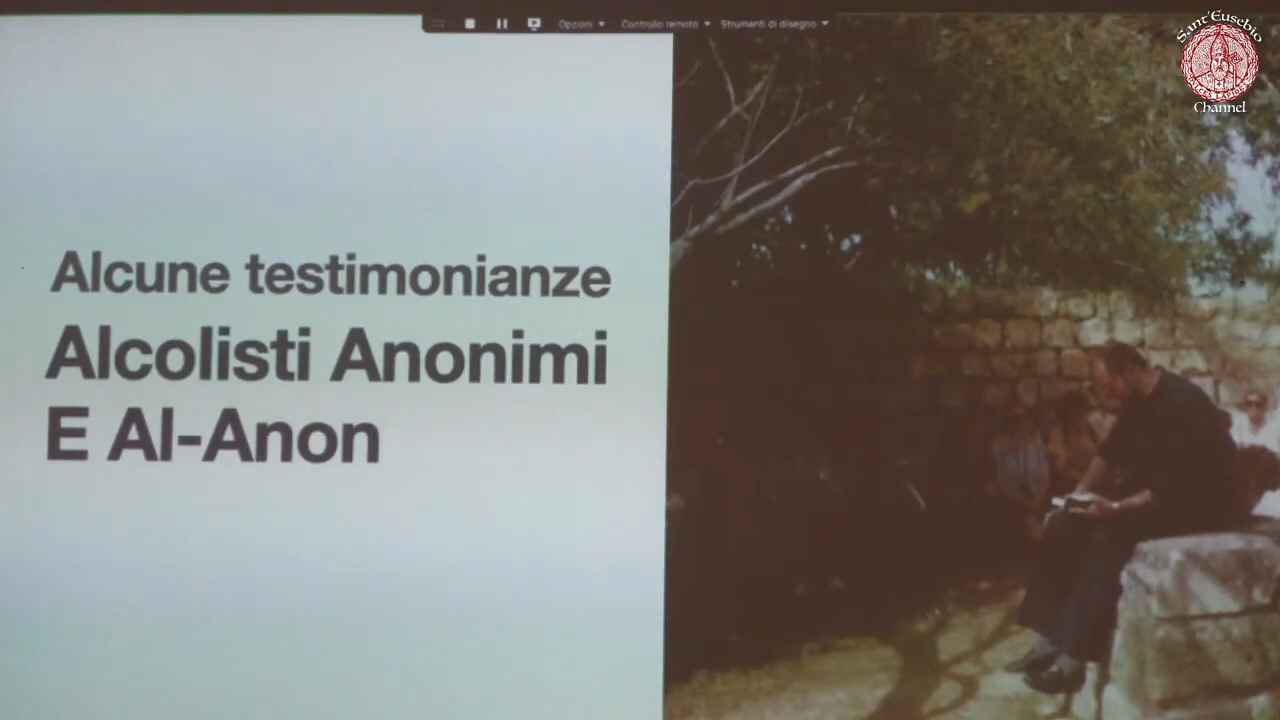 Opzioni Controllo remoto Strumenti di disegno
Sant'Eusebio
Channel
Alcune testimonianze
Alcolisti Anonimi
E Al-Anon